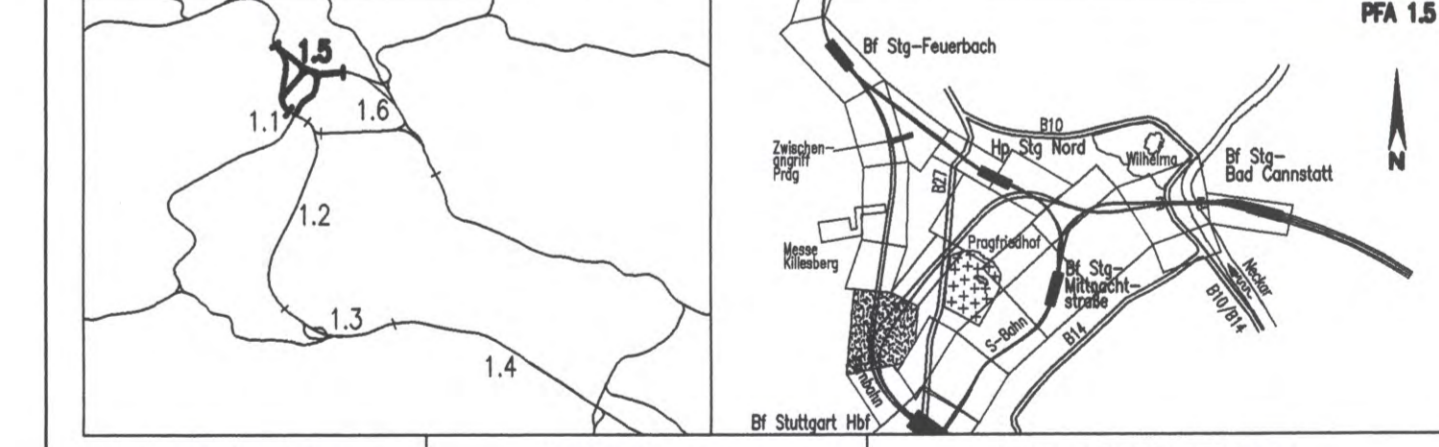 1.5
1.1
1.6
1.2
1.3
1.4
PFA 1.5
Bf Stg-Feuerbach
B10
Zwischen-
angriff
Prag
Hp Stg Nord
Wilhelma
Bf Stg-
Bad Cannstatt
N
B27
Messe
Killesberg
Pragfriedhof
Bf Stg-
Mittnacht-
straße
Neckar
B10/B14
S-Bahn
B14
Bf Stuttgart Hbf